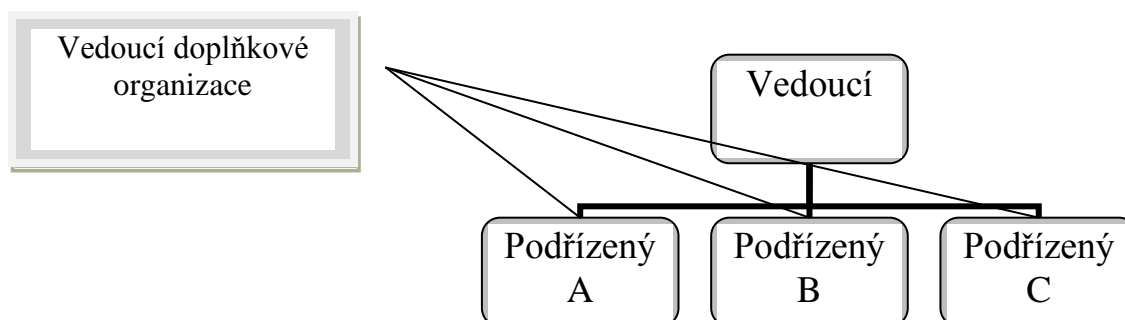 Vedoucí doplňkové
organizace
Vedoucí
Podřízený
A
Podřízený
B
Podřízený
C